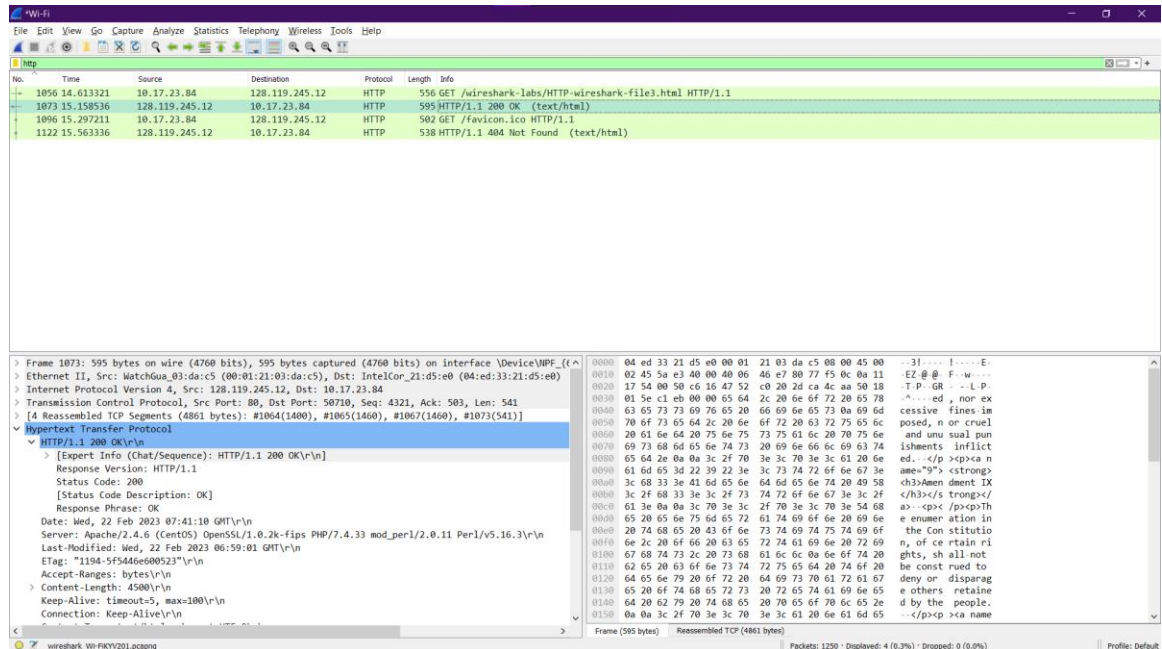 *Wi-Fi
File Edit View Go Capture Analyze Statistics Telephony Wireless Tools Help
http
No. Time Source Destination Protocol Length Info
1056 14.613321 10.17.23.84 128.119.245.12 HTTP 556 GET /wireshark-labs/HTTP-wireshark-file3.html HTTP/1.1
1073 15.158536 128.119.245.12 10.17.23.84 HTTP 595 HTTP/1.1 200 OK (text/html)
1096 15.297211 10.17.23.84 128.119.245.12 HTTP 502 GET /favicon.ico HTTP/1.1
1122 15.563336 128.119.245.12 10.17.23.84 HTTP 538 HTTP/1.1 404 Not Found (text/html)
> Frame 1073: 595 bytes on wire (4760 bits), 595 bytes captured (4760 bits) on interface \Device\NPF_{
> Ethernet II, Src: WatchGua_03:da:c5 (00:01:21:03:da:c5), Dst: IntelCor_21:d5:e0 (04:ed:33:21:d5:e0)
> Internet Protocol Version 4, Src: 128.119.245.12, Dst: 10.17.23.84
> Transmission Control Protocol, Src Port: 80, Dst Port: 50710, Seq: 4321, Ack: 503, Len: 541
> [4 Reassembled TCP Segments (4861 bytes): #1064(1400), #1065(1460), #1067(1460), #1073(541)]
Hypertext Transfer Protocol
HTTP/1.1 200 OK\r\n
> [Expert Info (Chat/Sequence): HTTP/1.1 200 OK\r\n]
Response Version: HTTP/1.1
Status Code: 200
[Status Code Description: OK]
Response Phrase: OK
Date: Wed, 22 Feb 2023 07:41:10 GMT\r\n
Server: Apache/2.4.6 (CentOS) OpenSSL/1.0.2k-fips PHP/7.4.33 mod_perl/2.0.11 Perl/v5.16.3\r\n
Last-Modified: Wed, 22 Feb 2023 06:59:01 GMT\r\n
ETag: "1194-5f5446e600523"\r\n
Accept-Ranges: bytes\r\n
> Content-Length: 4500\r\n
Keep-Alive: timeout=5, max=100\r\n
Connection: Keep-Alive\r\n
0000 04 ed 33 21 d5 e0 00 01 21 03 da c5 08 00 45 00 ··3!···· !·····E·
0010 02 45 5a e3 40 00 40 06 46 e7 80 77 f5 0c 0a 11 ·EZ·@·@· F··w····
0020 17 54 00 50 c6 16 47 52 c0 20 2d ca 4c aa 50 18 ·T·P··GR · -·L·P·
0030 01 5e c1 eb 00 00 65 64 2c 20 6e 6f 72 20 65 78 ·^····ed , nor ex
0040 63 65 73 73 69 76 65 20 66 69 6e 65 73 0a 69 6d cessive fines·im
0050 70 6f 73 65 64 2c 20 6e 6f 72 20 63 72 75 65 6c posed, n or cruel
0060 20 61 6e 64 20 75 6e 75 73 75 61 6c 20 70 75 6e and unu sual pun
0070 69 73 68 6d 65 6e 74 73 20 69 6e 66 6c 69 63 74 ishments inflict
0080 65 64 2e 0a 0a 3c 2f 70 3e 3c 70 3e 3c 61 20 6e ed.··</p ><p><a n
0090 61 6d 65 3d 22 39 22 3e 3c 73 74 72 6f 6e 67 3e ame="9"> <strong>
00a0 3c 68 33 3e 41 6d 65 6e 64 6d 65 6e 74 20 49 58 <h3>Amen dment IX
00b0 3c 2f 68 33 3e 3c 2f 73 74 72 6f 6e 67 3e 3c 2f </h3></s trong></
00c0 61 3e 0a 0a 3c 70 3e 3c 2f 70 3e 3c 70 3e 54 68 a>··<p>< /p><p>Th
00d0 65 20 65 6e 75 6d 65 72 61 74 69 6f 6e 20 69 6e e enumer ation in
00e0 20 74 68 65 20 43 6f 6e 73 74 69 74 75 74 69 6f the Con stitutio
00f0 6e 2c 20 6f 66 20 63 65 72 74 61 69 6e 20 72 69 n, of ce rtain ri
0100 67 68 74 73 2c 20 73 68 61 6c 6c 0a 6e 6f 74 20 ghts, sh all·not
0110 62 65 20 63 6f 6e 73 74 72 75 65 64 20 74 6f 20 be const rued to
0120 64 65 6e 79 20 6f 72 20 64 69 73 70 61 72 61 67 deny or disparag
0130 65 20 6f 74 68 65 72 73 20 72 65 74 61 69 6e 65 e others retaine
0140 64 20 62 79 20 74 68 65 20 70 65 6f 70 6c 65 2e d by the people.
0150 0a 0a 3c 2f 70 3e 3c 70 3e 3c 61 20 6e 61 6d 65 ··</p><p ><a name
Frame (595 bytes) Reassembled TCP (4861 bytes)
wireshark_Wi-FiKYV201.pcapng Packets: 1250 · Displayed: 4 (0.3%) · Dropped: 0 (0.0%) Profile: Default